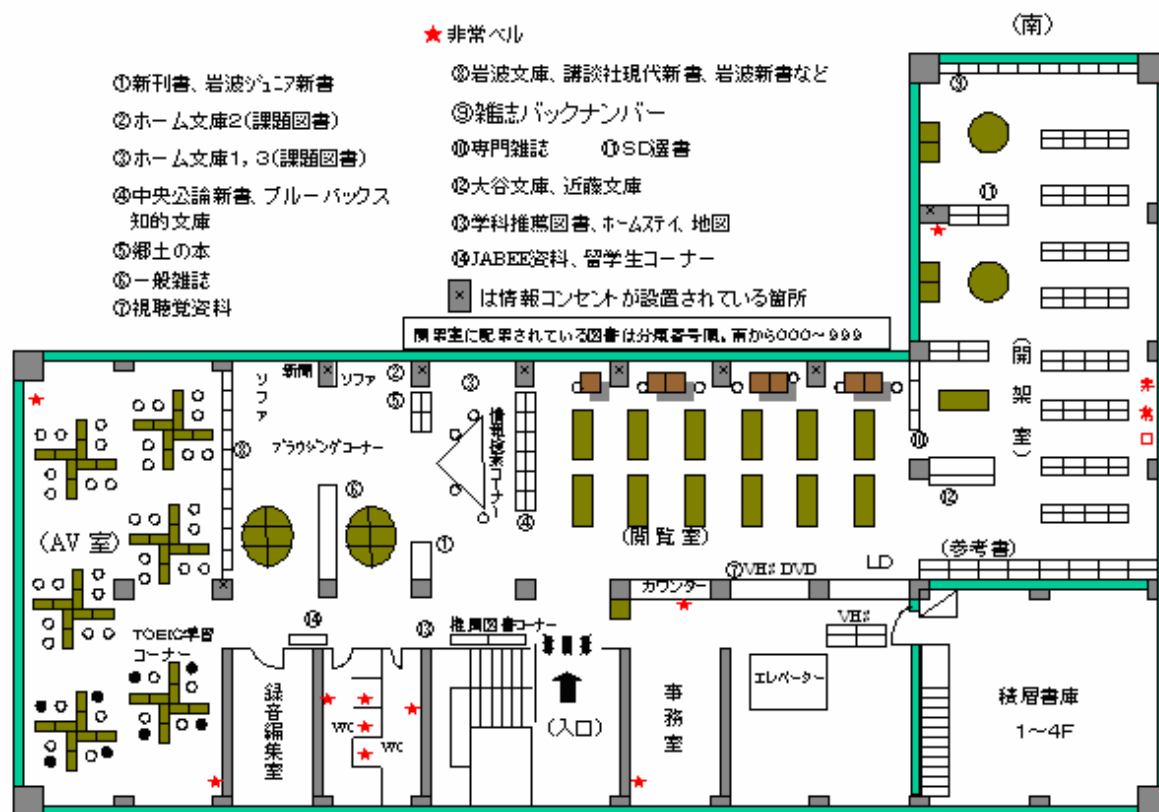 ★非常ベル
(南)
①新刊書、岩波ジュニア新書
②ホーム文庫2(課題図書)
③ホーム文庫1,3(課題図書)
④中央公論新書、ブルーバックス
知的文庫
⑤郷土の本
⑥一般雑誌
⑦視聴覚資料
⑧岩波文庫、講談社現代新書、岩波新書など
⑨雑誌バックナンバー
⑩専門雑誌 ⑪SD選書
⑫大谷文庫、近藤文庫
⑬学科推薦図書、ホームステイ、地図
⑭JABEE資料、留学生コーナー
×は情報コンセントが設置されている箇所
開架室に配架されている図書は分類番号順。南から000~999
⑨
⑪
(開架室)
非常口
⑩
⑫
(参考書)
ソファ
新聞
ソファ
②
⑤
③
⑧
ブラウジングコーナー
⑥
①
情報検索コーナー
④
(AV室)
(閲覧室)
⑦VHS DVD
LD
カウンター
VHS
TOEIC学習
コーナー
⑭
⑬
推薦図書コーナー
録音編集室
WC
WC
(入口)
事務室
エレベーター
積層書庫
1~4F